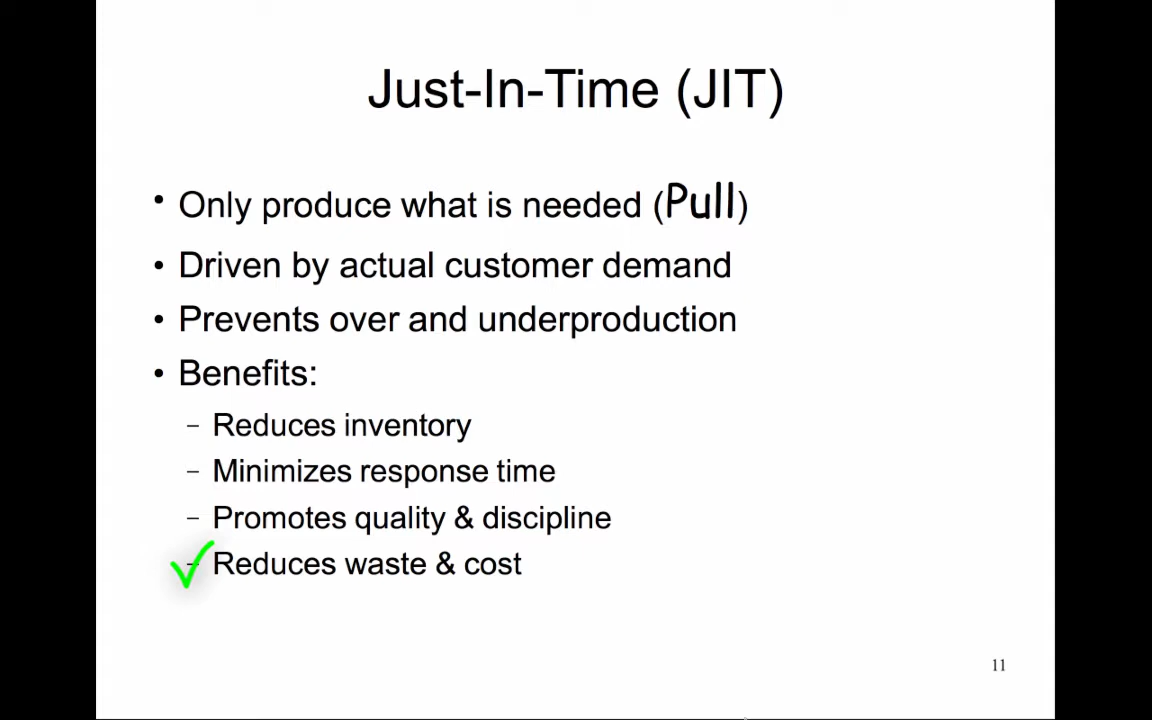 Just-In-Time (JIT)
• Only produce what is needed (Pull)
• Driven by actual customer demand
• Prevents over and underproduction
• Benefits:
– Reduces inventory
– Minimizes response time
– Promotes quality & discipline
– Reduces waste & cost
11